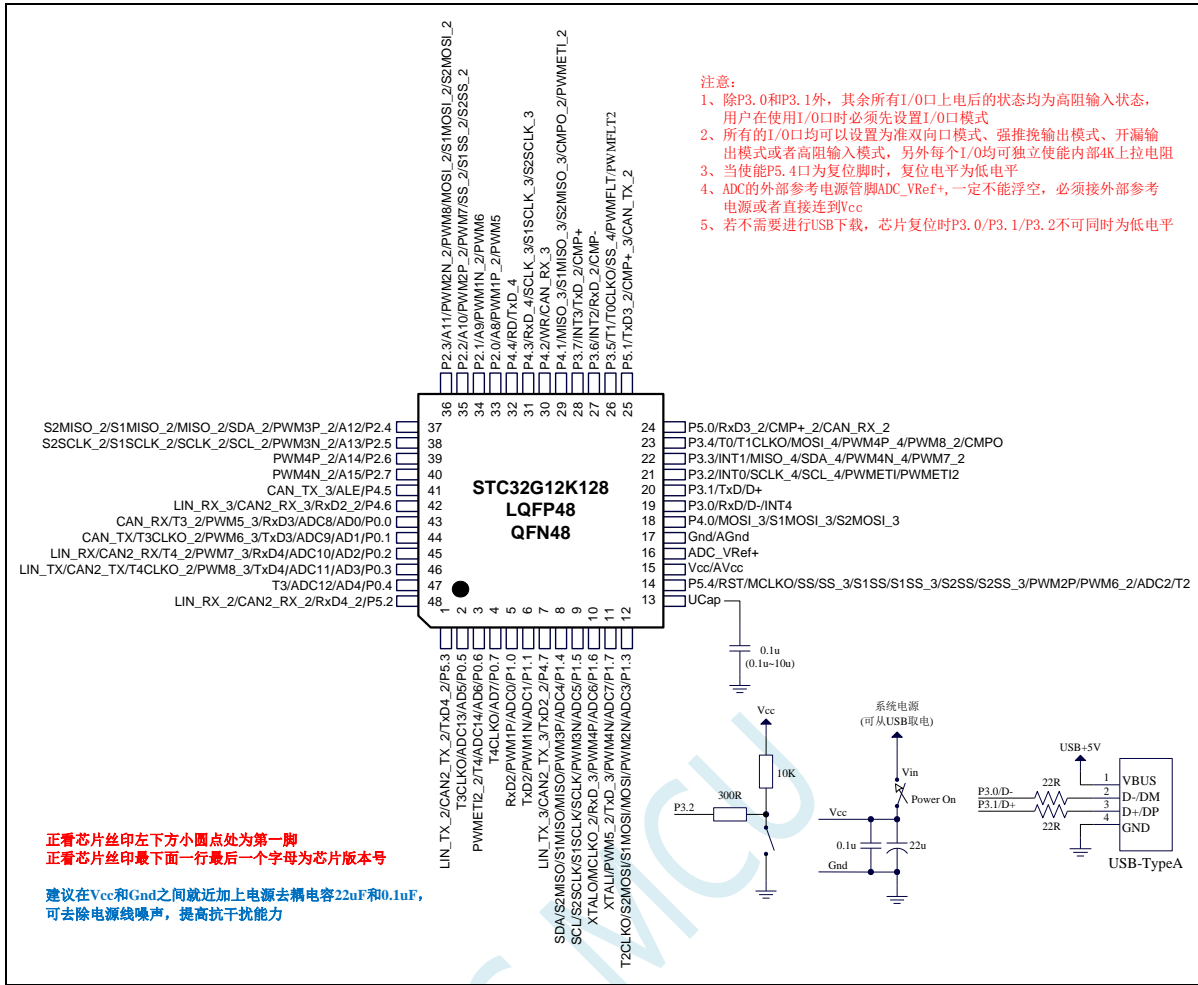 注意:
1、除P3.0和P3.1外，其余所有I/O口上电后的状态均为高阻输入状态，
用户在使用I/O口时必须先设置I/O口模式
2、所有的I/O口均可以设置为准双向口模式、强推挽输出模式、开漏输
出模式或者高阻输入模式，另外每个I/O均可独立使能内部4K上拉电阻
3、当使能P5.4口为复位脚时，复位电平为低电平
4、ADC的外部参考电源管脚ADC_VRef+,一定不能浮空，必须接外部参考
电源或者直接连到Vcc
5、若不需要进行USB下载，芯片复位时P3.0/P3.1/P3.2不可同时为低电平
P2.3/A11/PWM2N_2/PWM8/MOSI_2/S1MOSI_2/S2MOSI_2
P2.2/A10/PWM2P_2/PWM7/SS_2/S1SS_2/S2SS_2
P2.1/A9/PWM1N_2/PWM6
P2.0/A8/PWM1P_2/PWM5
P4.4/RD/TxD_4
P4.3/RxD_4/SCLK_3/S1SCLK_3/S2SCLK_3
P4.2/WR/CAN_RX_3
P4.1/MISO_3/S1MISO_3/S2MISO_3/CMPO_2/PWMETI_2
P3.7/INT3/TxD_2/CMP+
P3.6/INT2/RxD_2/CMP-
P3.5/T1/T0CLKO/SS_4/PWMFLT/PWMFLT2
P5.1/TxD3_2/CMP+_3/CAN_TX_2
36 35 34 33 32 31 30 29 28 27 26 25
S2MISO_2/S1MISO_2/MISO_2/SDA_2/PWM3P_2/A12/P2.4 37
S2SCLK_2/S1SCLK_2/SCLK_2/SCL_2/PWM3N_2/A13/P2.5 38
PWM4P_2/A14/P2.6 39
PWM4N_2/A15/P2.7 40
CAN_TX_3/ALE/P4.5 41
LIN_RX_3/CAN2_RX_3/RxD2_2/P4.6 42
CAN_RX/T3_2/PWM5_3/RxD3/ADC8/AD0/P0.0 43
CAN_TX/T3CLKO_2/PWM6_3/TxD3/ADC9/AD1/P0.1 44
LIN_RX/CAN2_RX/T4_2/PWM7_3/RxD4/ADC10/AD2/P0.2 45
LIN_TX/CAN2_TX/T4CLKO_2/PWM8_3/TxD4/ADC11/AD3/P0.3 46
T3/ADC12/AD4/P0.4 47
LIN_RX_2/CAN2_RX_2/RxD4_2/P5.2 48
STC32G12K128
LQFP48
QFN48
24 P5.0/RxD3_2/CMP+_2/CAN_RX_2
23 P3.4/T0/T1CLKO/MOSI_4/PWM4P_4/PWM8_2/CMPO
22 P3.3/INT1/MISO_4/SDA_4/PWM4N_4/PWM7_2
21 P3.2/INT0/SCLK_4/SCL_4/PWMETI/PWMETI2
20 P3.1/TxD/D+
19 P3.0/RxD/D-/INT4
18 P4.0/MOSI_3/S1MOSI_3/S2MOSI_3
17 Gnd/AGnd
16 ADC_VRef+
15 Vcc/AVcc
14 P5.4/RST/MCLKO/SS/SS_3/S1SS/S1SS_3/S2SS/S2SS_3/PWM2P/PWM6_2/ADC2/T2
13 UCap
1 2 3 4 5 6 7 8 9 10 11 12
LIN_TX_2/CAN2_TX_2/TxD4_2/P5.3
T3CLKO/ADC13/AD5/P0.5
PWMETI2_2/T4/ADC14/AD6/P0.6
T4CLKO/AD7/P0.7
RxD2/PWM1P/ADC0/P1.0
TxD2/PWM1N/ADC1/P1.1
LIN_TX_3/CAN2_TX_3/TxD2_2/P4.7
SDA/S2MISO/S1MISO/MISO/PWM3P/ADC4/P1.4
SCL/S2SCLK/S1SCLK/SCLK/PWM3N/ADC5/P1.5
XTALO/MCLKO_2/RxD_3/PWM4P/ADC6/P1.6
XTALI/PWM5_2/TxD_3/PWM4N/ADC7/P1.7
T2CLKO/S2MOSI/S1MOSI/MOSI/PWM2N/ADC3/P1.3
0.1u
(0.1u~10u)
Vcc
10K
300R
P3.2
系统电源
(可从USB取电)
Vin
Power On
Vcc
0.1u
22u
Gnd
USB+5V
P3.0/D- 22R
P3.1/D+ 22R
1 VBUS
2 D-/DM
3 D+/DP
4 GND
USB-TypeA
正看芯片丝印左下方小圆点处为第一脚
正看芯片丝印最下面一行最后一个字母为芯片版本号
建议在Vcc和Gnd之间就近加上电源去耦电容22uF和0.1uF，
可去除电源线噪声，提高抗干扰能力
MCU